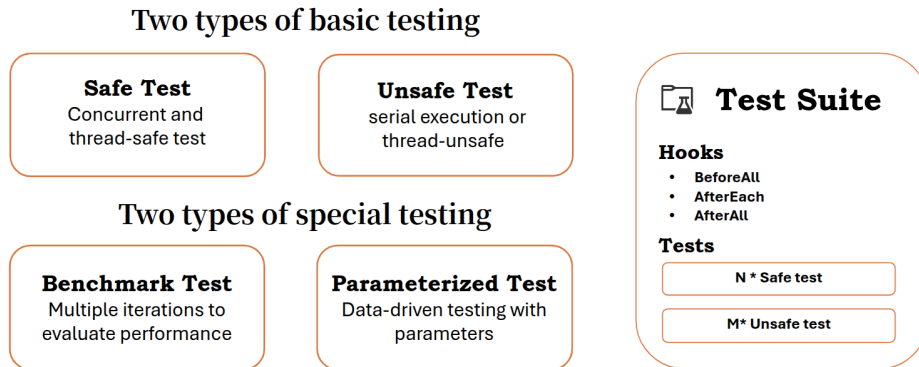 Two types of basic testing
Safe Test
Concurrent and
thread-safe test
Unsafe Test
serial execution or
thread-unsafe
Two types of special testing
Benchmark Test
Multiple iterations to
evaluate performance
Parameterized Test
Data-driven testing with
parameters
Test Suite
Hooks
• BeforeAll
• AfterEach
• AfterAll
Tests
N * Safe test
M* Unsafe test